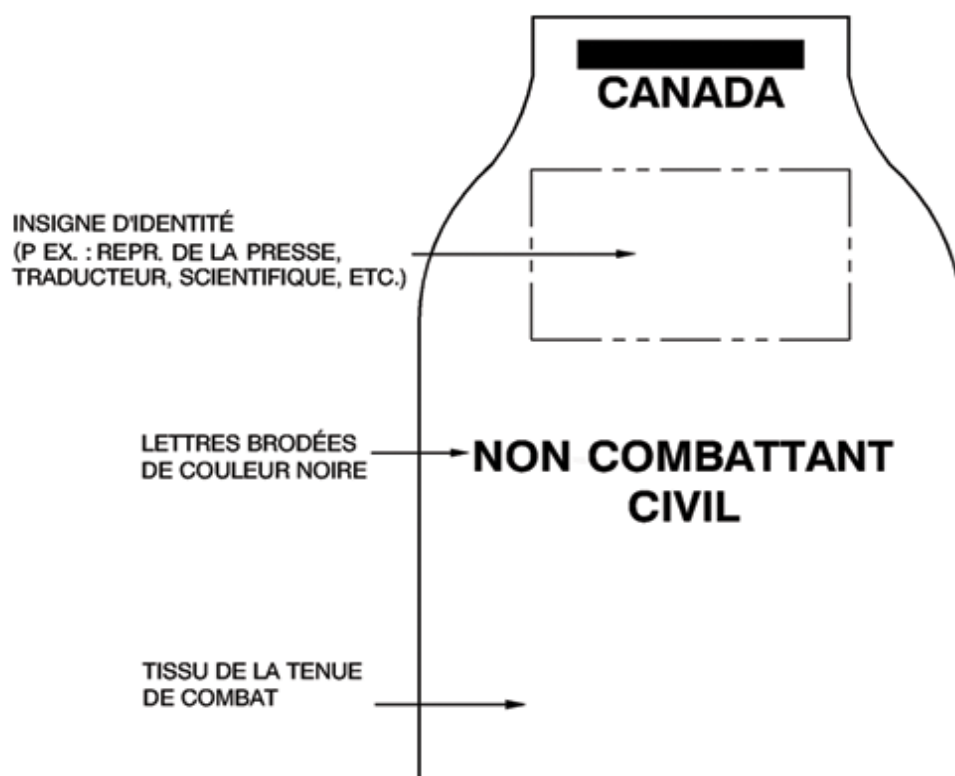 CANADA
INSIGNE D'IDENTITÉ
(P EX. : REPR. DE LA PRESSE,
TRADUCTEUR, SCIENTIFIQUE, ETC.)
LETTRES BRODÉES
DE COULEUR NOIRE
NON COMBATTANT
CIVIL
TISSU DE LA TENUE
DE COMBAT